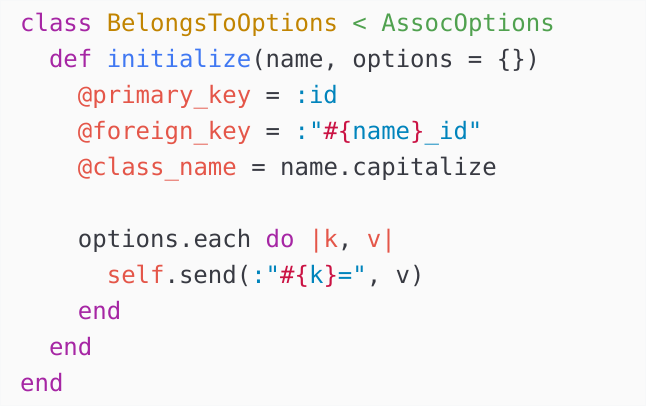 class BelongsToOptions < AssocOptions
  def initialize(name, options = {})
    @primary_key = :id
    @foreign_key = :"#{name}_id"
    @class_name = name.capitalize

    options.each do |k, v|
      self.send(:"#{k}=", v)
    end
  end
end